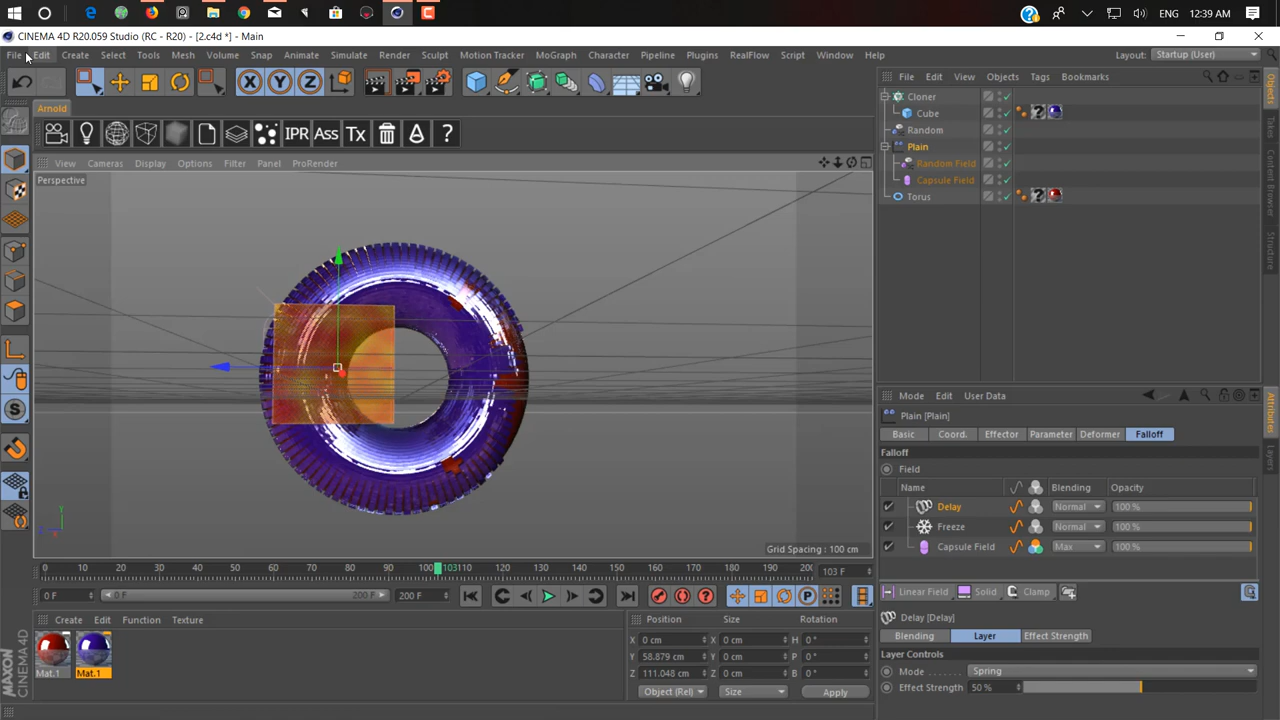 ENG 12:39 AM
CINEMA 4D R20.059 Studio (RC - R20) - [2.c4d *] - Main
File Edit Create Select Tools Mesh Volume Snap Animate Simulate Render Sculpt Motion Tracker MoGraph Character Pipeline Plugins RealFlow Script Window Help Layout: Startup (User)
X Y Z
File Edit View Objects Tags Bookmarks
Arnold
IPR Ass Tx ?
View Cameras Display Options Filter Panel ProRender
Perspective
Grid Spacing : 100 cm
Cloner
Cube
Random
Plain
Random Field
Capsule Field
Torus
Objects
Takes
Content Browser
Structure
Mode Edit User Data
Plain [Plain]
Basic Coord. Effector Parameter Deformer Falloff
Falloff
Field
Name Blending Opacity
Delay Normal 100 %
Freeze Normal 100 %
Capsule Field Max 100 %
Linear Field Solid Clamp
Delay [Delay]
Blending Layer Effect Strength
Layer Controls
Mode Spring
Effect Strength 50 %
Attributes
Layers
0 10 20 30 40 50 60 70 80 90 100 103 110 120 130 140 150 160 170 180 190 20 103 F
0 F 0 F 200 F 200 F
Create Edit Function Texture
Mat.1 Mat.1
Position Size Rotation
X 0 cm X 0 cm H 0 °
Y 58.879 cm Y 0 cm P 0 °
Z 111.048 cm Z 0 cm B 0 °
Object (Rel) Size Apply
MAXON CINEMA 4D